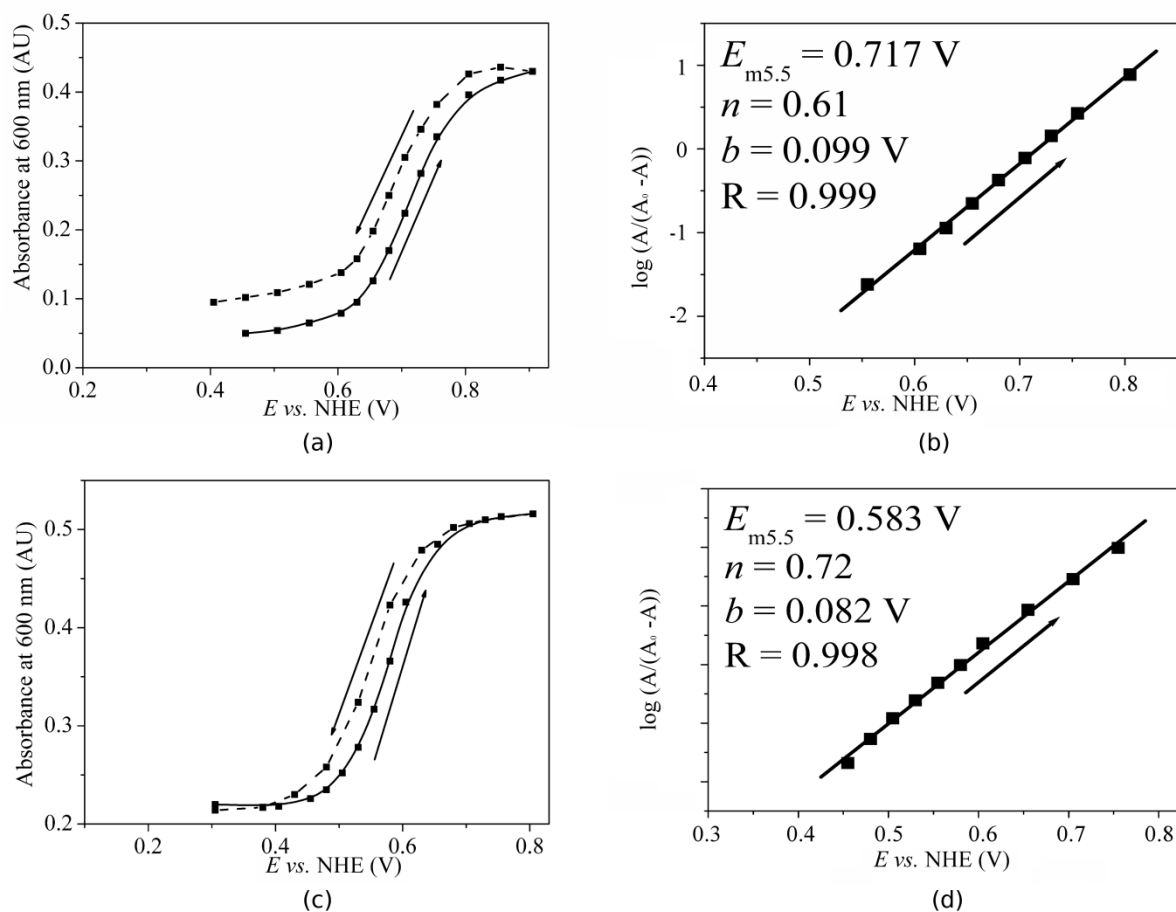 0.5
0.4
0.3
0.2
0.1
0.0
Absorbance at 600 nm (AU)
0.2 0.4 0.6 0.8
E vs. NHE (V)
(a)
E m5.5 = 0.717 V
n = 0.61
b = 0.099 V
R = 0.999
1
0
-1
-2
log (A/(A₀ -A))
0.4 0.5 0.6 0.7 0.8
E vs. NHE (V)
(b)
0.5
0.4
0.3
0.2
Absorbance at 600 nm (AU)
0.2 0.4 0.6 0.8
E vs. NHE (V)
(c)
E m5.5 = 0.583 V
n = 0.72
b = 0.082 V
R = 0.998
log (A/(A₀ -A))
0.3 0.4 0.5 0.6 0.7 0.8
E vs. NHE (V)
(d)